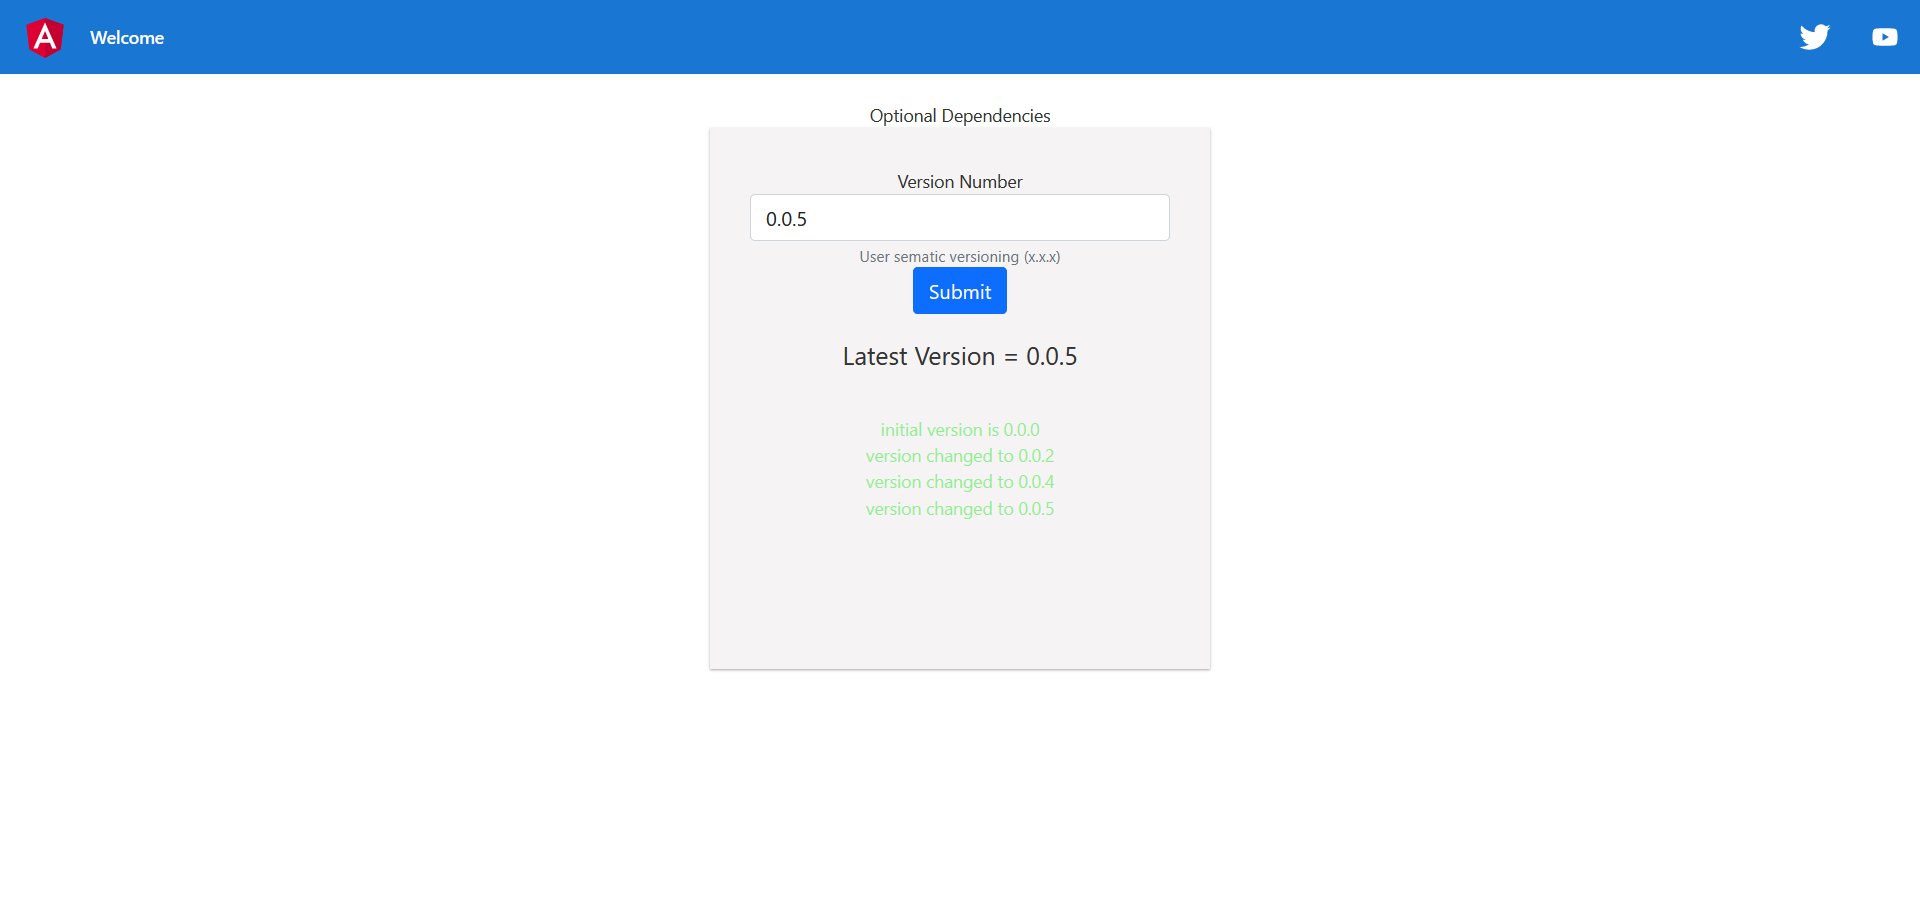 Welcome
Optional Dependencies
Version Number
0.0.5
User sematic versioning (x.x.x)
Submit
Latest Version = 0.0.5
initial version is 0.0.0
version changed to 0.0.2
version changed to 0.0.4
version changed to 0.0.5